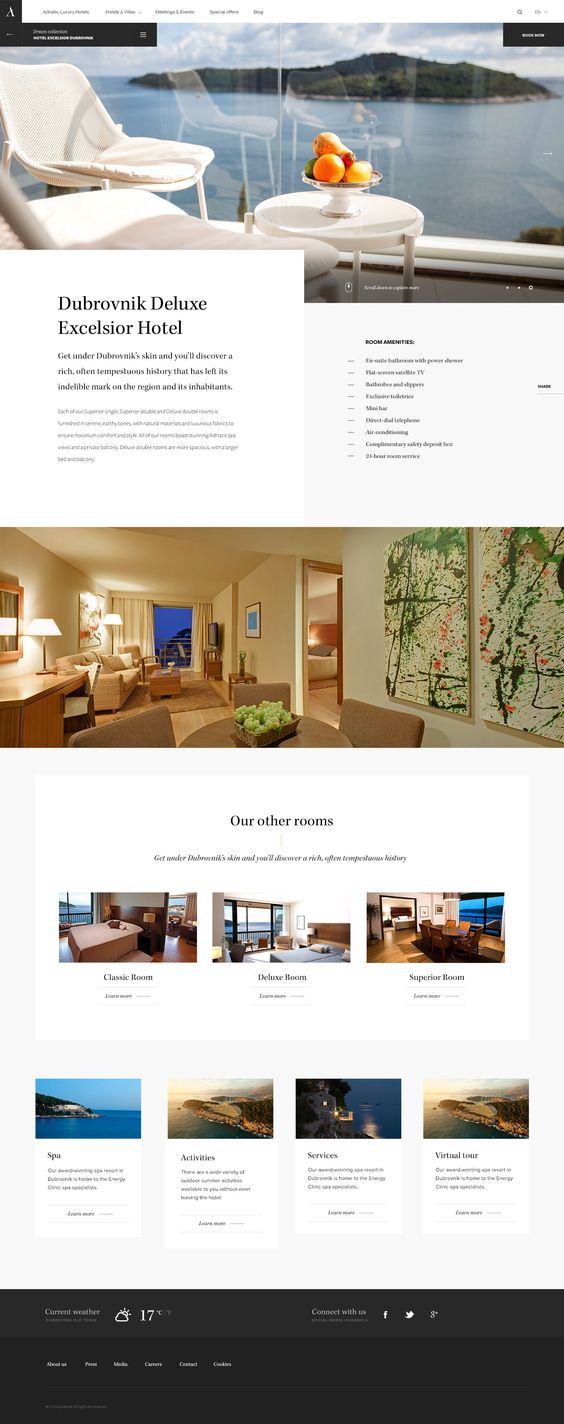 A
Adriatic Luxury Hotels
Hotels & Villas
Meetings & Events
Special offers
Blog
EN
Dream collection
HOTEL EXCELSIOR DUBROVNIK
BOOK NOW
Scroll down to explore more
Dubrovnik Deluxe
Excelsior Hotel
Get under Dubrovnik's skin and you'll discover a
rich, often tempestuous history that has left its
indelible mark on the region and its inhabitants.
Each of our Superior single, Superior double and Deluxe double rooms is
furnished in serene, earthy tones, with natural materials and luxurious fabrics to
ensure maximum comfort and style. All of our rooms boast stunning Adriatic sea
views and a private balcony. Deluxe double rooms are more spacious, with a larger
bed and balcony.
ROOM AMENITIES:
En-suite bathroom with power shower
Flat-screen satellite TV
Bathrobes and slippers
Exclusive toiletries
Mini bar
Direct-dial telephone
Air-conditioning
Complimentary safety deposit box
24-hour room service
SHARE
Our other rooms
Get under Dubrovnik's skin and you'll discover a rich, often tempestuous history
Classic Room
Learn more
Deluxe Room
Learn more
Superior Room
Learn more
Spa
Our award-winning spa resort in
Dubrovnik is home to the Energy
Clinic spa specialists.
Learn more
Activities
There are a wide variety of
outdoor summer activities
available to you without even
leaving the hotel.
Learn more
Services
Our award-winning spa resort in
Dubrovnik is home to the Energy
Clinic spa specialists.
Learn more
Virtual tour
Our award-winning spa resort in
Dubrovnik is home to the Energy
Clinic spa specialists.
Learn more
Current weather
DUBROVNIK OLD TOWN
17 °C °F
Connect with us
SOCIAL MEDIA CHANNELS
About us
Press
Media
Careers
Contact
Cookies
All rights reserved